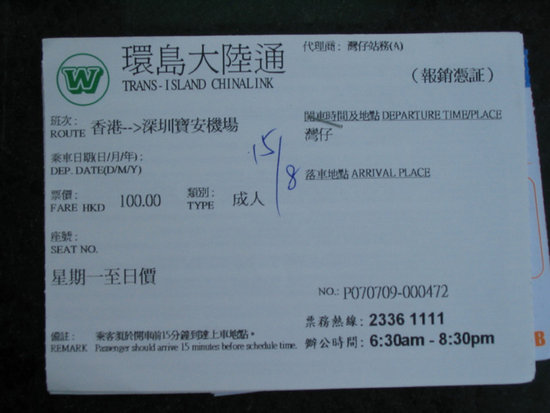 W
環島大陸通
TRANS-ISLAND CHINALINK
代理商: 灣仔站務(A)
(報銷憑証)
班次: 香港-->深圳寶安機場
ROUTE
開車時間及地點 DEPARTURE TIME/PLACE
灣仔
乘車日期(日/月/年):
DEP. DATE(D/M/Y)
15/8
落車地點 ARRIVAL PLACE
票價: 100.00 類別: 成人
FARE HKD TYPE
座號:
SEAT NO.
星期一至日價
NO.: P070709-000472
票務熱線: 2336 1111
備註: 乘客須於開車前15分鐘到達上車地點。
REMARK Passenger should arrive 15 minutes before schedule time.
辦公時間: 6:30am - 8:30pm
B